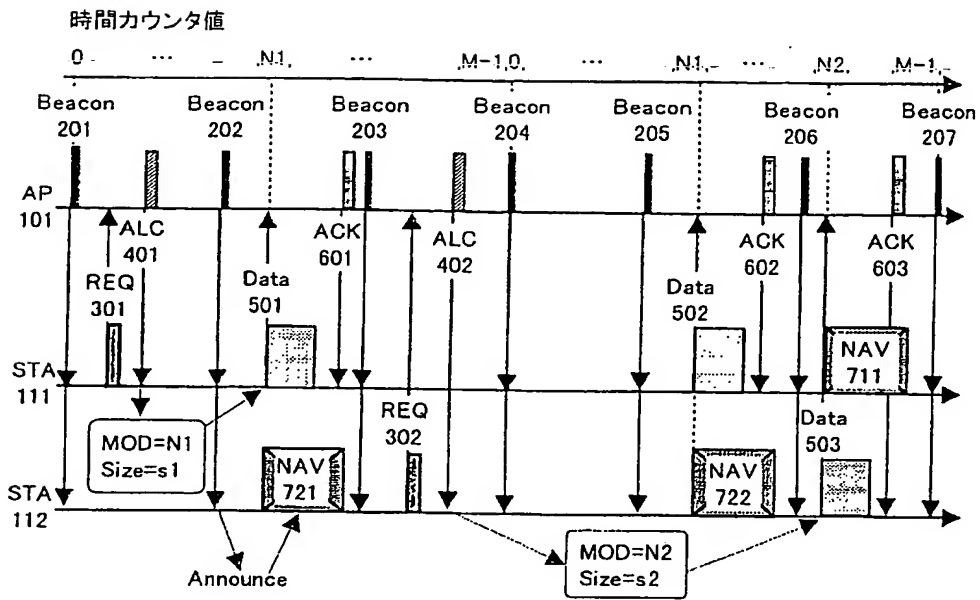 時間カウンタ値
0 … N1, … M-1,0, … N1, … N2, M-1,
Beacon 201
Beacon 202
Beacon 203
Beacon 204
Beacon 205
Beacon 206
Beacon 207
AP 101
REQ 301
ALC 401
Data 501
ACK 601
ALC 402
Data 502
ACK 602
ACK 603
STA 111
NAV 711
MOD=N1
Size=s1
REQ 302
Data 503
STA 112
NAV 721
NAV 722
Announce
MOD=N2
Size=s2